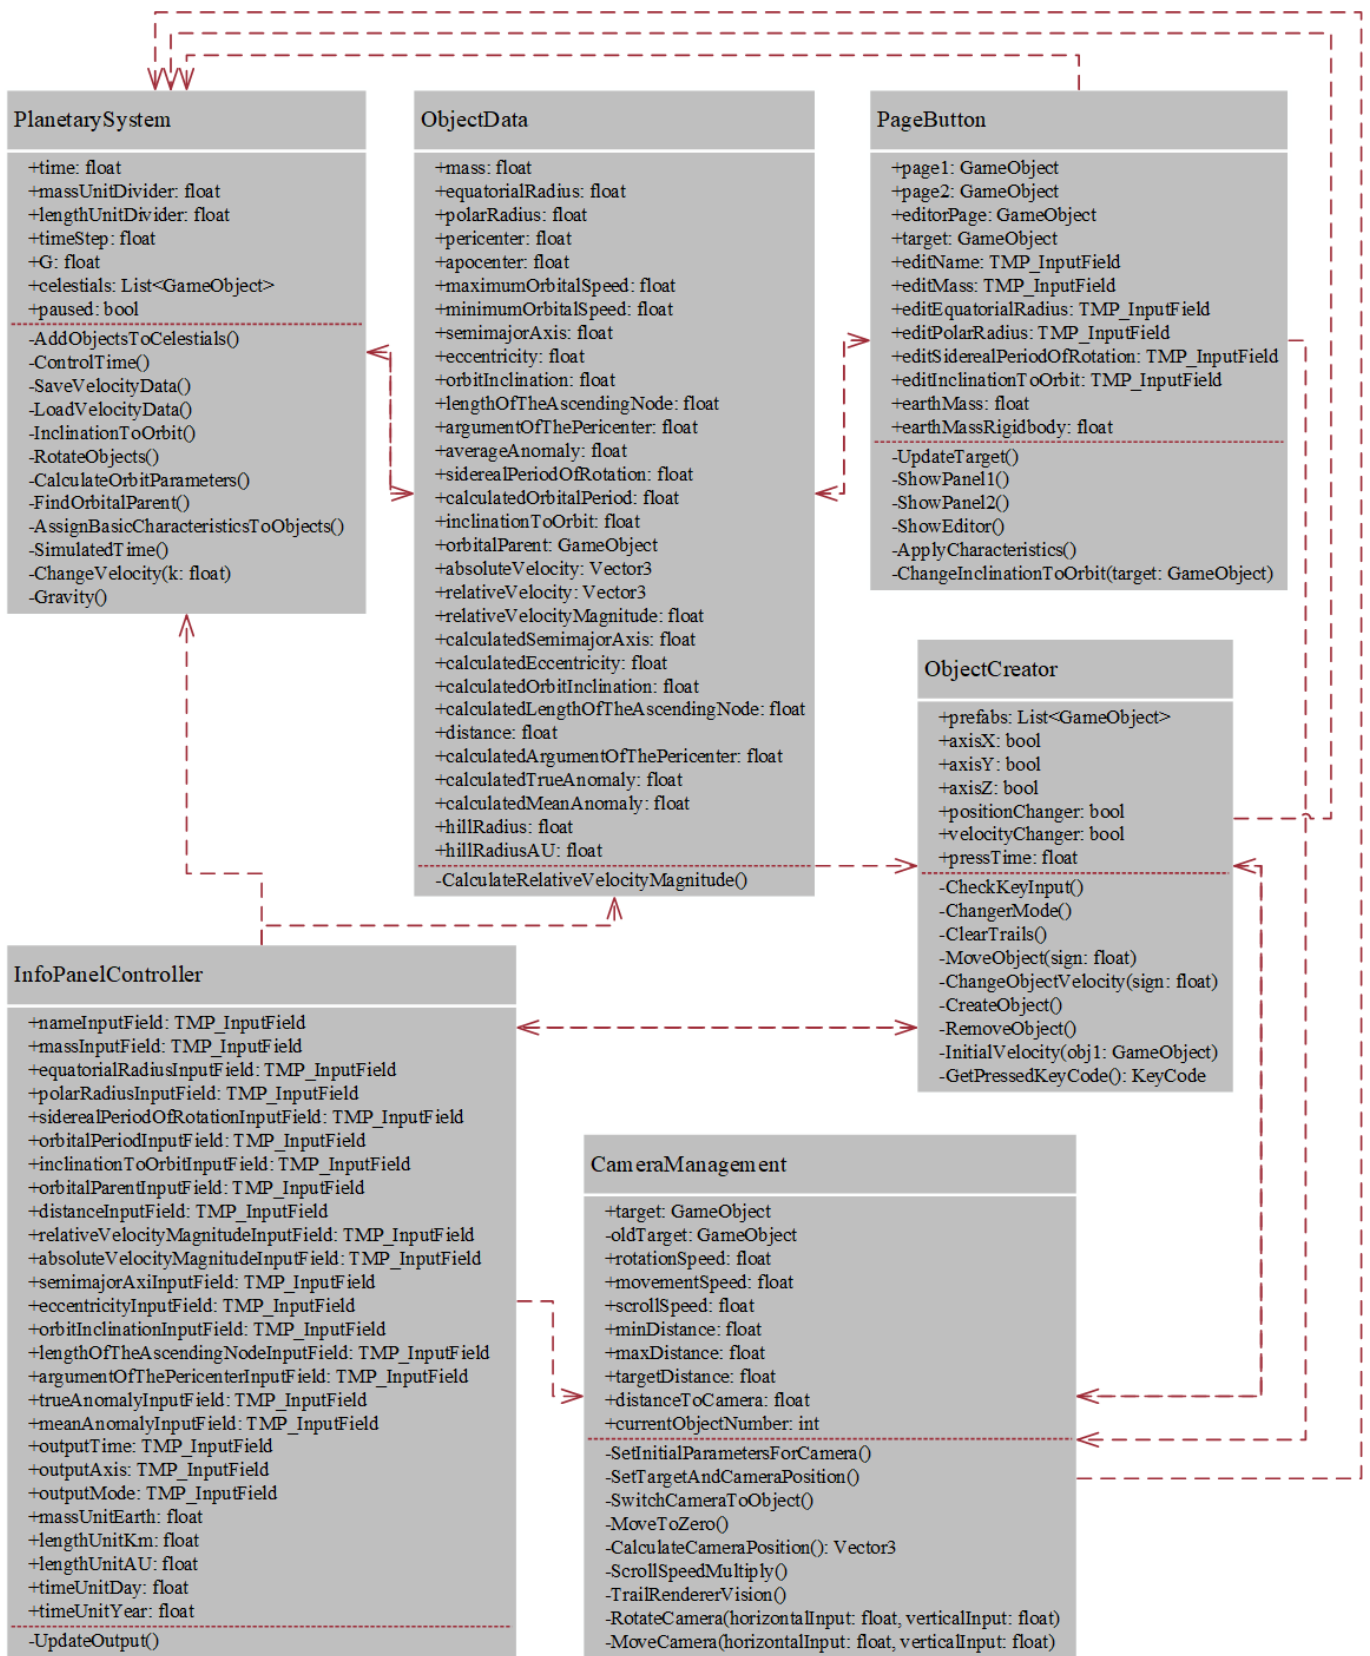 PlanetarySystem
+time: float
+massUnitDivider: float
+lengthUnitDivider: float
+timeStep: float
+G: float
+celestials: List<GameObject>
+paused: bool
-AddObjectsToCelestials()
-ControlTime()
-SaveVelocityData()
-LoadVelocityData()
-InclinationToOrbit()
-RotateObjects()
-CalculateOrbitParameters()
-FindOrbitalParent()
-AssignBasicCharacteristicsToObjects()
-SimulatedTime()
-ChangeVelocity(k: float)
-Gravity()
ObjectData
+mass: float
+equatorialRadius: float
+polarRadius: float
+pericenter: float
+apocenter: float
+maximumOrbitalSpeed: float
+minimumOrbitalSpeed: float
+semimajorAxis: float
+eccentricity: float
+orbitInclination: float
+lengthOfTheAscendingNode: float
+argumentOfThePericenter: float
+averageAnomaly: float
+siderealPeriodOfRotation: float
+calculatedOrbitalPeriod: float
+inclinationToOrbit: float
+orbitalParent: GameObject
+absoluteVelocity: Vector3
+relativeVelocity: Vector3
+relativeVelocityMagnitude: float
+calculatedSemimajorAxis: float
+calculatedEccentricity: float
+calculatedOrbitInclination: float
+calculatedLengthOfTheAscendingNode: float
+distance: float
+calculatedArgumentOfThePericenter: float
+calculatedTrueAnomaly: float
+calculatedMeanAnomaly: float
+hillRadius: float
+hillRadiusAU: float
-CalculateRelativeVelocityMagnitude()
PageButton
+page1: GameObject
+page2: GameObject
+editorPage: GameObject
+target: GameObject
+editName: TMP_InputField
+editMass: TMP_InputField
+editEquatorialRadius: TMP_InputField
+editPolarRadius: TMP_InputField
+editSiderealPeriodOfRotation: TMP_InputField
+editInclinationToOrbit: TMP_InputField
+earthMass: float
+earthMassRigidbody: float
-UpdateTarget()
-ShowPanel1()
-ShowPanel2()
-ShowEditor()
-ApplyCharacteristics()
-ChangeInclinationToOrbit(target: GameObject)
ObjectCreator
+prefabs: List<GameObject>
+axisX: bool
+axisY: bool
+axisZ: bool
+positionChanger: bool
+velocityChanger: bool
+pressTime: float
-CheckKeyInput()
-ChangerMode()
-ClearTrails()
-MoveObject(sign: float)
-ChangeObjectVelocity(sign: float)
-CreateObject()
-RemoveObject()
-InitialVelocity(obj1: GameObject)
-GetPressedKeyCode(): KeyCode
InfoPanelController
+nameInputField: TMP_InputField
+massInputField: TMP_InputField
+equatorialRadiusInputField: TMP_InputField
+polarRadiusInputField: TMP_InputField
+siderealPeriodOfRotationInputField: TMP_InputField
+orbitalPeriodInputField: TMP_InputField
+inclinationToOrbitInputField: TMP_InputField
+orbitalParentInputField: TMP_InputField
+distanceInputField: TMP_InputField
+relativeVelocityMagnitudeInputField: TMP_InputField
+absoluteVelocityMagnitudeInputField: TMP_InputField
+semimajorAxiInputField: TMP_InputField
+eccentricityInputField: TMP_InputField
+orbitInclinationInputField: TMP_InputField
+lengthOfTheAscendingNodeInputField: TMP_InputField
+argumentOfThePericenterInputField: TMP_InputField
+trueAnomalyInputField: TMP_InputField
+meanAnomalyInputField: TMP_InputField
+outputTime: TMP_InputField
+outputAxis: TMP_InputField
+outputMode: TMP_InputField
+massUnitEarth: float
+lengthUnitKm: float
+lengthUnitAU: float
+timeUnitDay: float
+timeUnitYear: float
-UpdateOutput()
CameraManagement
+target: GameObject
-oldTarget: GameObject
+rotationSpeed: float
+movementSpeed: float
+scrollSpeed: float
+minDistance: float
+maxDistance: float
+targetDistance: float
+distanceToCamera: float
+currentObjectNumber: int
-SetInitialParametersForCamera()
-SetTargetAndCameraPosition()
-SwitchCameraToObject()
-MoveToZero()
-CalculateCameraPosition(): Vector3
-ScrollSpeedMultiply()
-TrailRendererVision()
-RotateCamera(horizontalInput: float, verticalInput: float)
-MoveCamera(horizontalInput: float, verticalInput: float)